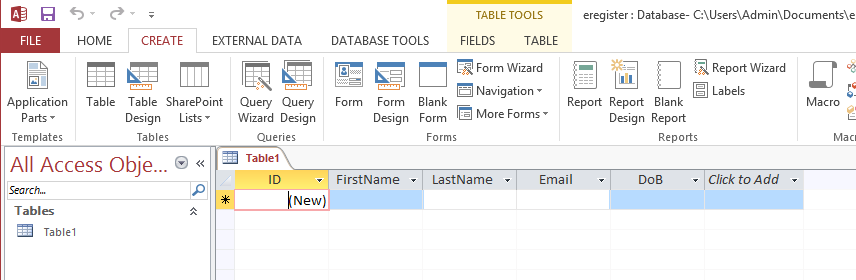 TABLE TOOLS
eregister : Database- C:\Users\Admin\Documents\e
FILE HOME CREATE EXTERNAL DATA DATABASE TOOLS FIELDS TABLE
Application Parts Table Table Design SharePoint Lists Query Wizard Query Design Form Form Design Blank Form Form Wizard Navigation More Forms Report Report Design Blank Report Report Wizard Labels Macro
Templates Tables Queries Forms Reports
All Access Obje...
Search...
Tables
Table1
Table1
ID FirstName LastName Email DoB Click to Add
* (New)